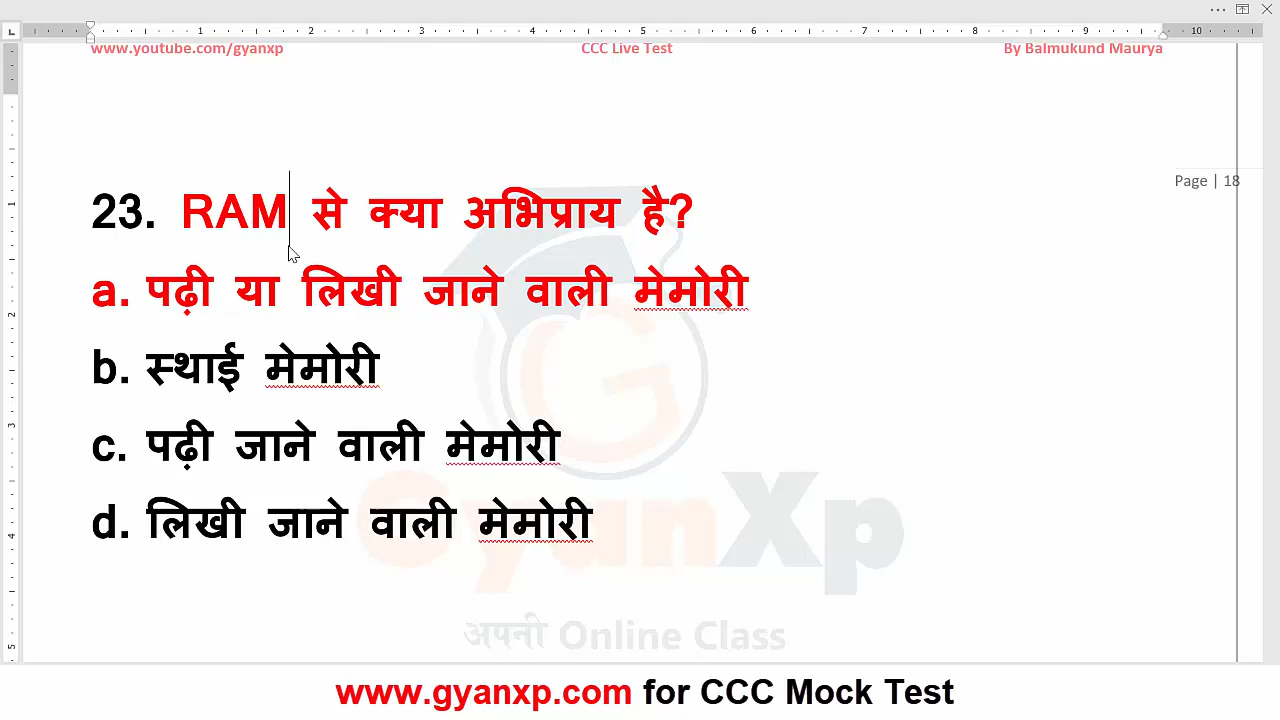 www.youtube.com/gyanxp CCC Live Test By Balmukund Maurya
Page | 18
23. RAM से क्या अभिप्राय है?
a. पढ़ी या लिखी जाने वाली मेमोरी
b. स्थाई मेमोरी
c. पढ़ी जाने वाली मेमोरी
d. लिखी जाने वाली मेमोरी
GyanXp
अपनी Online Class
www.gyanxp.com for CCC Mock Test